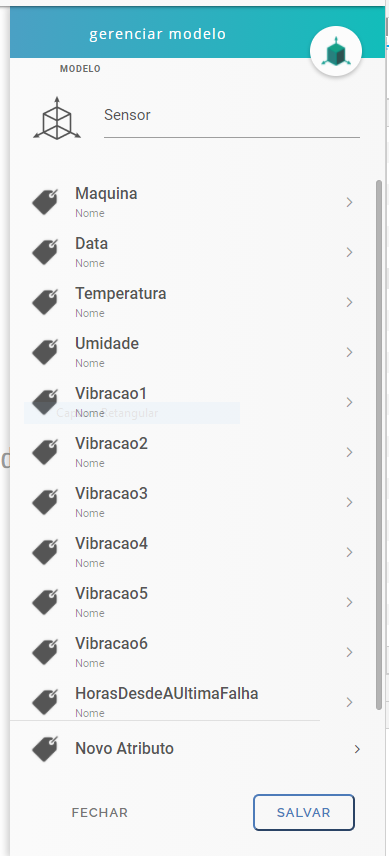 gerenciar modelo
MODELO
Sensor
Maquina
Nome
Data
Nome
Temperatura
Nome
Umidade
Nome
Vibracao1
Nome
Vibracao2
Nome
Vibracao3
Nome
Vibracao4
Nome
Vibracao5
Nome
Vibracao6
Nome
HorasDesdeAUltimaFalha
Nome
Novo Atributo
FECHAR
SALVAR